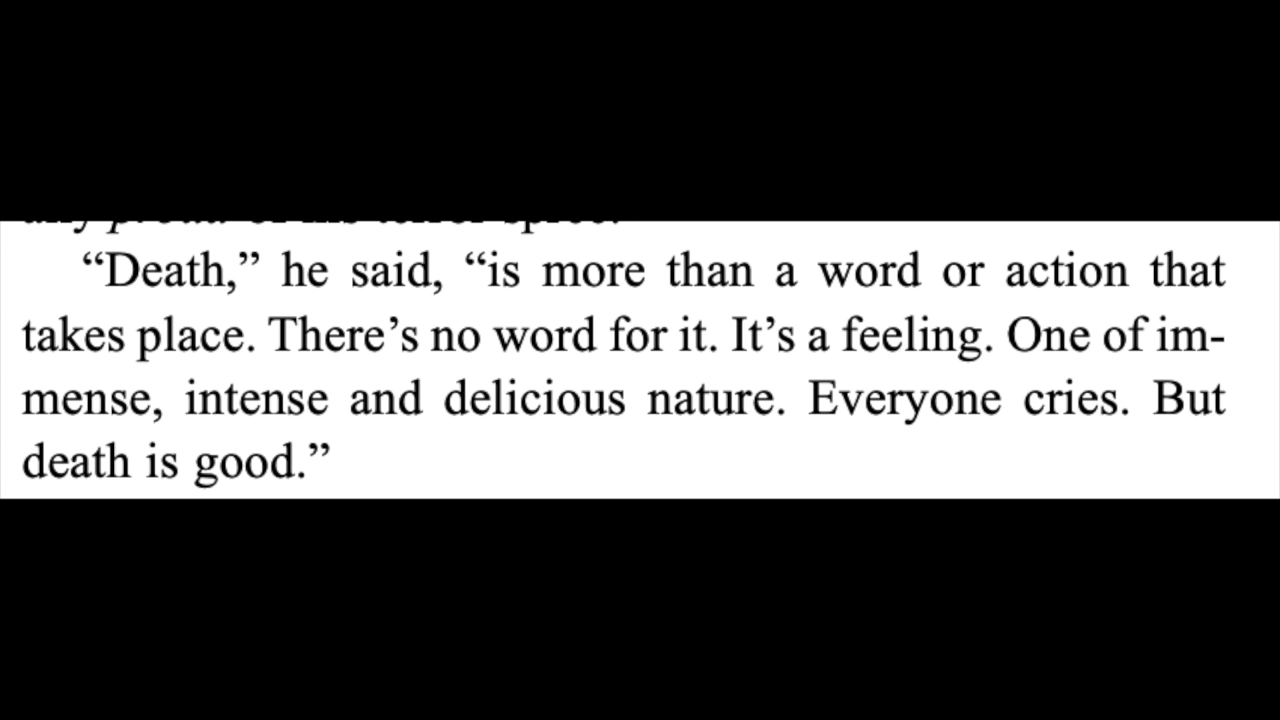 “Death,” he said, “is more than a word or action that
takes place. There’s no word for it. It’s a feeling. One of im-
mense, intense and delicious nature. Everyone cries. But
death is good.”